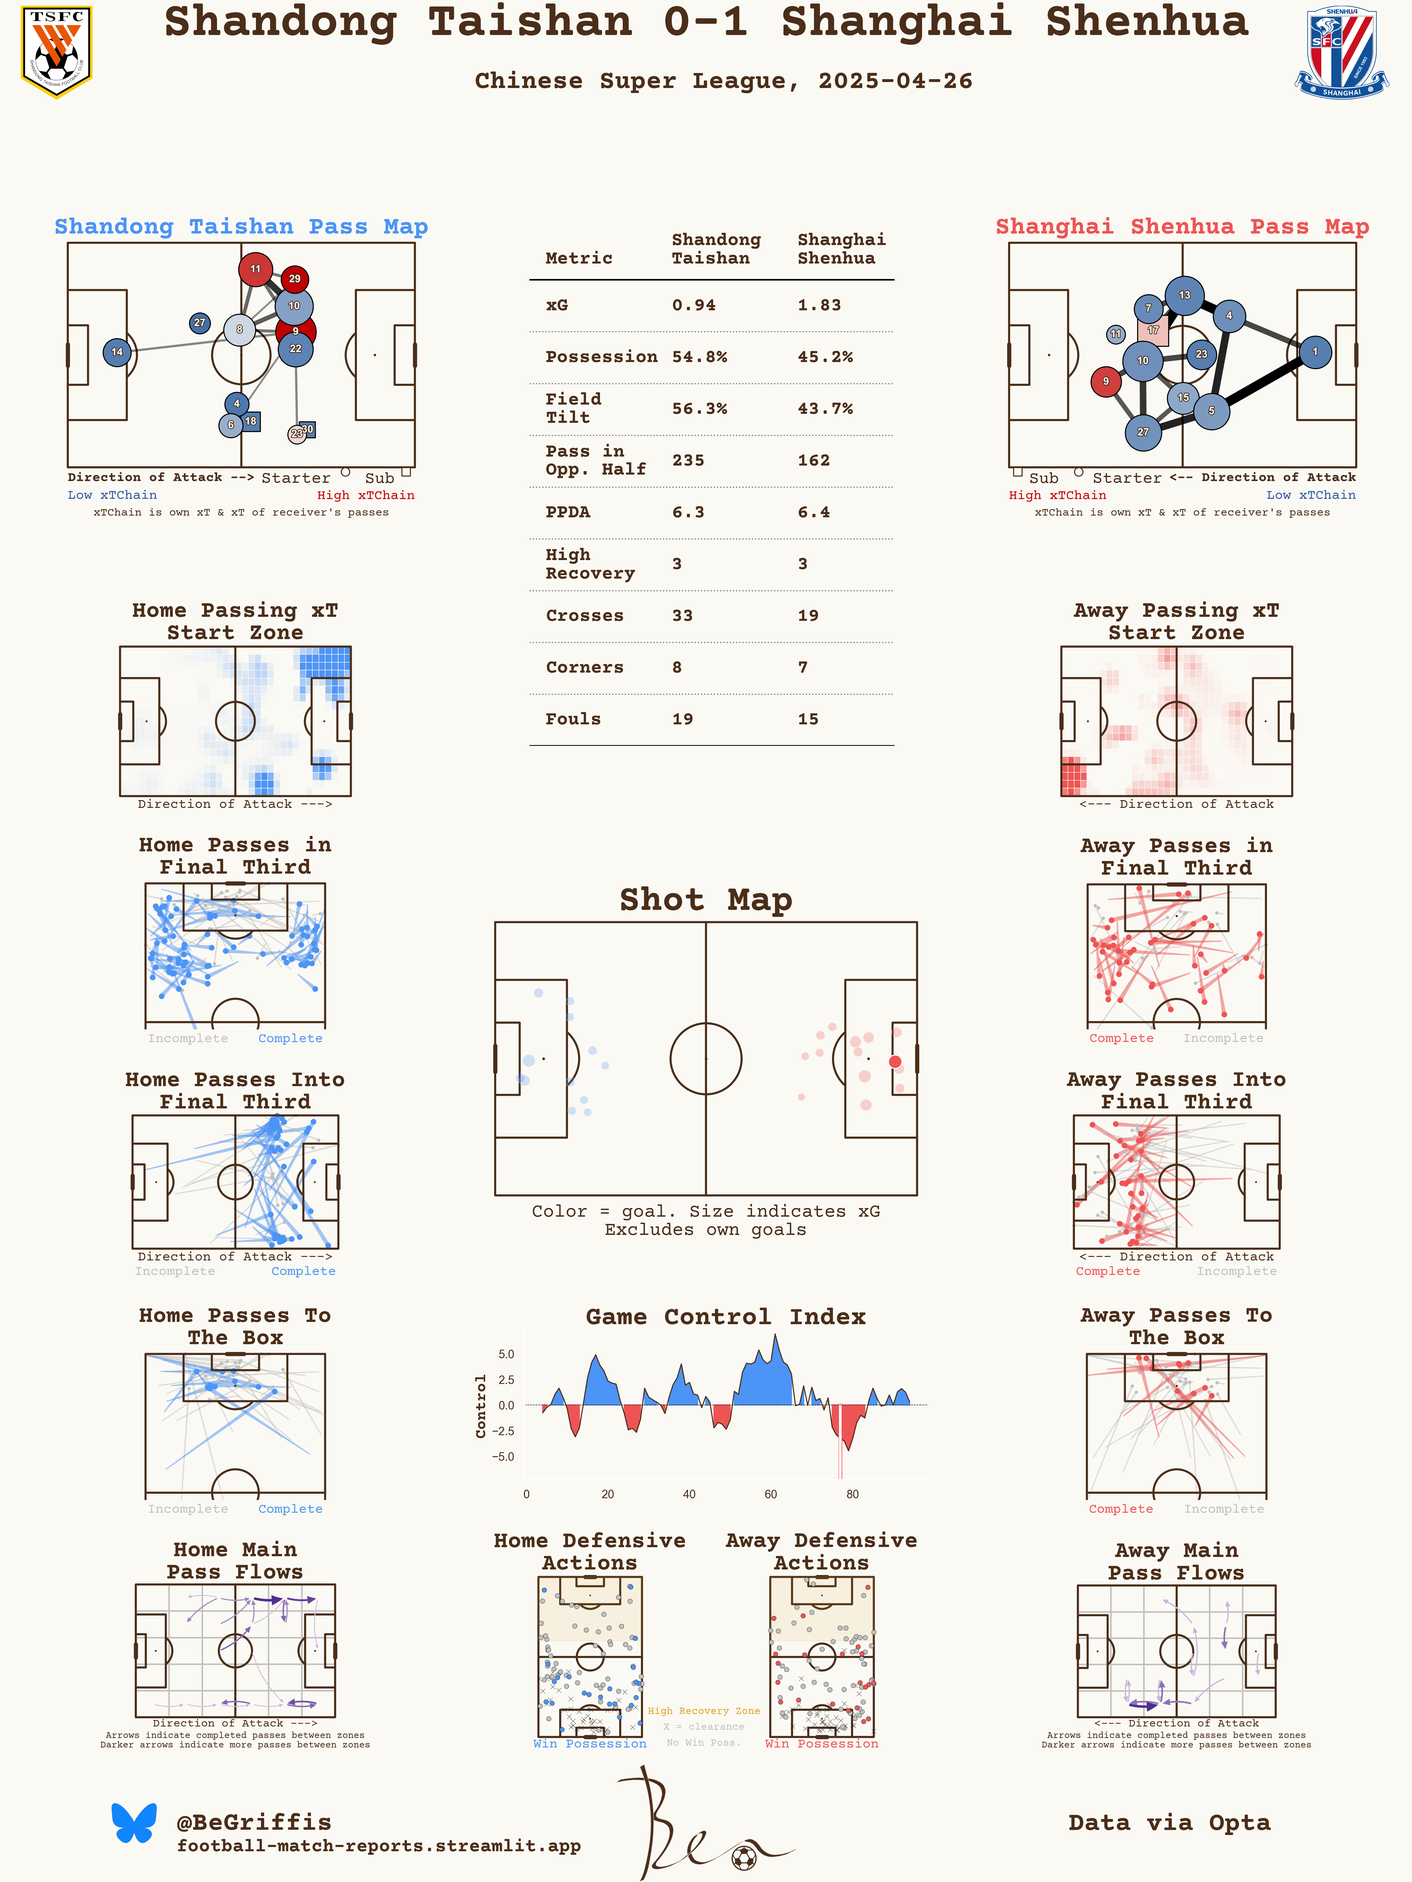 TSFC
Shandong Taishan 0-1 Shanghai Shenhua
Chinese Super League, 2025-04-26
SHENHUA
SFC
SINCE 1993
SHANGHAI
Shandong Taishan Pass Map
11
29
10
27
8
9
14
22
4
18
6
23
30
Direction of Attack --> Starter Sub
Low xTChain High xTChain
xTChain is own xT & xT of receiver's passes
Metric Shandong Taishan Shanghai Shenhua
xG 0.94 1.83
Possession 54.8% 45.2%
Field Tilt 56.3% 43.7%
Pass in Opp. Half 235 162
PPDA 6.3 6.4
High Recovery 3 3
Crosses 33 19
Corners 8 7
Fouls 19 15
Shanghai Shenhua Pass Map
13
7
4
11
17
10
23
1
9
15
5
27
Sub Starter <-- Direction of Attack
High xTChain Low xTChain
xTChain is own xT & xT of receiver's passes
Home Passing xT
Start Zone
Direction of Attack --->
Away Passing xT
Start Zone
<--- Direction of Attack
Home Passes in
Final Third
Incomplete Complete
Away Passes in
Final Third
Complete Incomplete
Shot Map
Color = goal. Size indicates xG
Excludes own goals
Home Passes Into
Final Third
Direction of Attack --->
Incomplete Complete
Away Passes Into
Final Third
<--- Direction of Attack
Complete Incomplete
Home Passes To
The Box
Incomplete Complete
Game Control Index
Control
5.0
2.5
0.0
−2.5
−5.0
0 20 40 60 80
Away Passes To
The Box
Complete Incomplete
Home Main
Pass Flows
Direction of Attack --->
Arrows indicate completed passes between zones
Darker arrows indicate more passes between zones
Home Defensive
Actions
Win Possession
High Recovery Zone
X = clearance
No Win Poss.
Away Defensive
Actions
Win Possession
Away Main
Pass Flows
<--- Direction of Attack
Arrows indicate completed passes between zones
Darker arrows indicate more passes between zones
@BeGriffis
football-match-reports.streamlit.app
Ben
Data via Opta